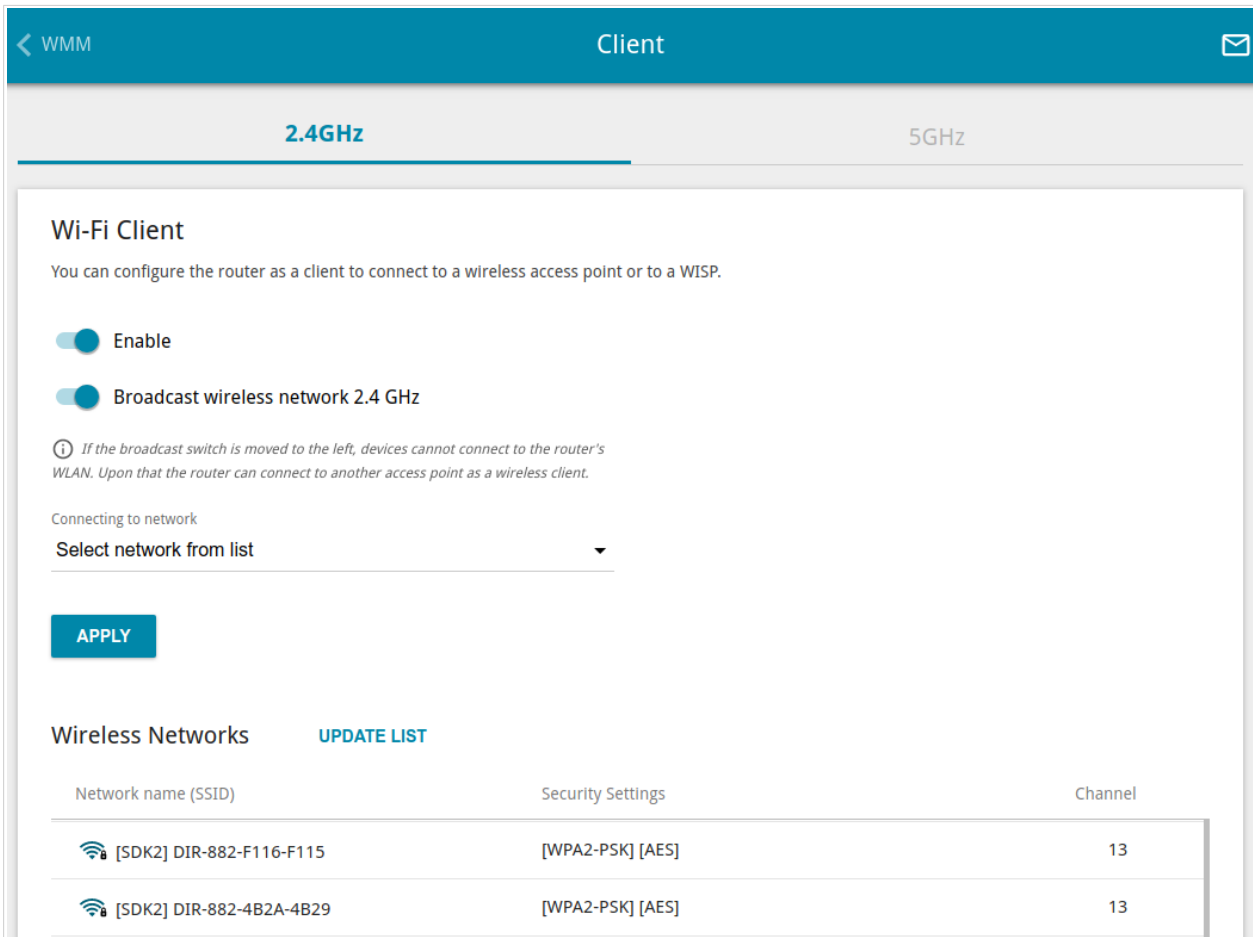 WMM
Client
2.4GHz
5GHz
Wi-Fi Client
You can configure the router as a client to connect to a wireless access point or to a WISP.
Enable
Broadcast wireless network 2.4 GHz
If the broadcast switch is moved to the left, devices cannot connect to the router's
WLAN. Upon that the router can connect to another access point as a wireless client.
Connecting to network
Select network from list
APPLY
Wireless Networks UPDATE LIST
Network name (SSID) Security Settings Channel
[SDK2] DIR-882-F116-F115 [WPA2-PSK] [AES] 13
[SDK2] DIR-882-4B2A-4B29 [WPA2-PSK] [AES] 13